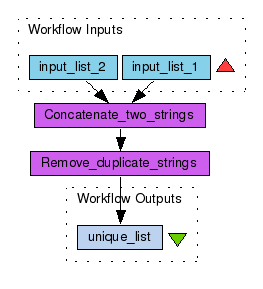 Workflow Inputs
input_list_2 input_list_1
Concatenate_two_strings
Remove_duplicate_strings
Workflow Outputs
unique_list